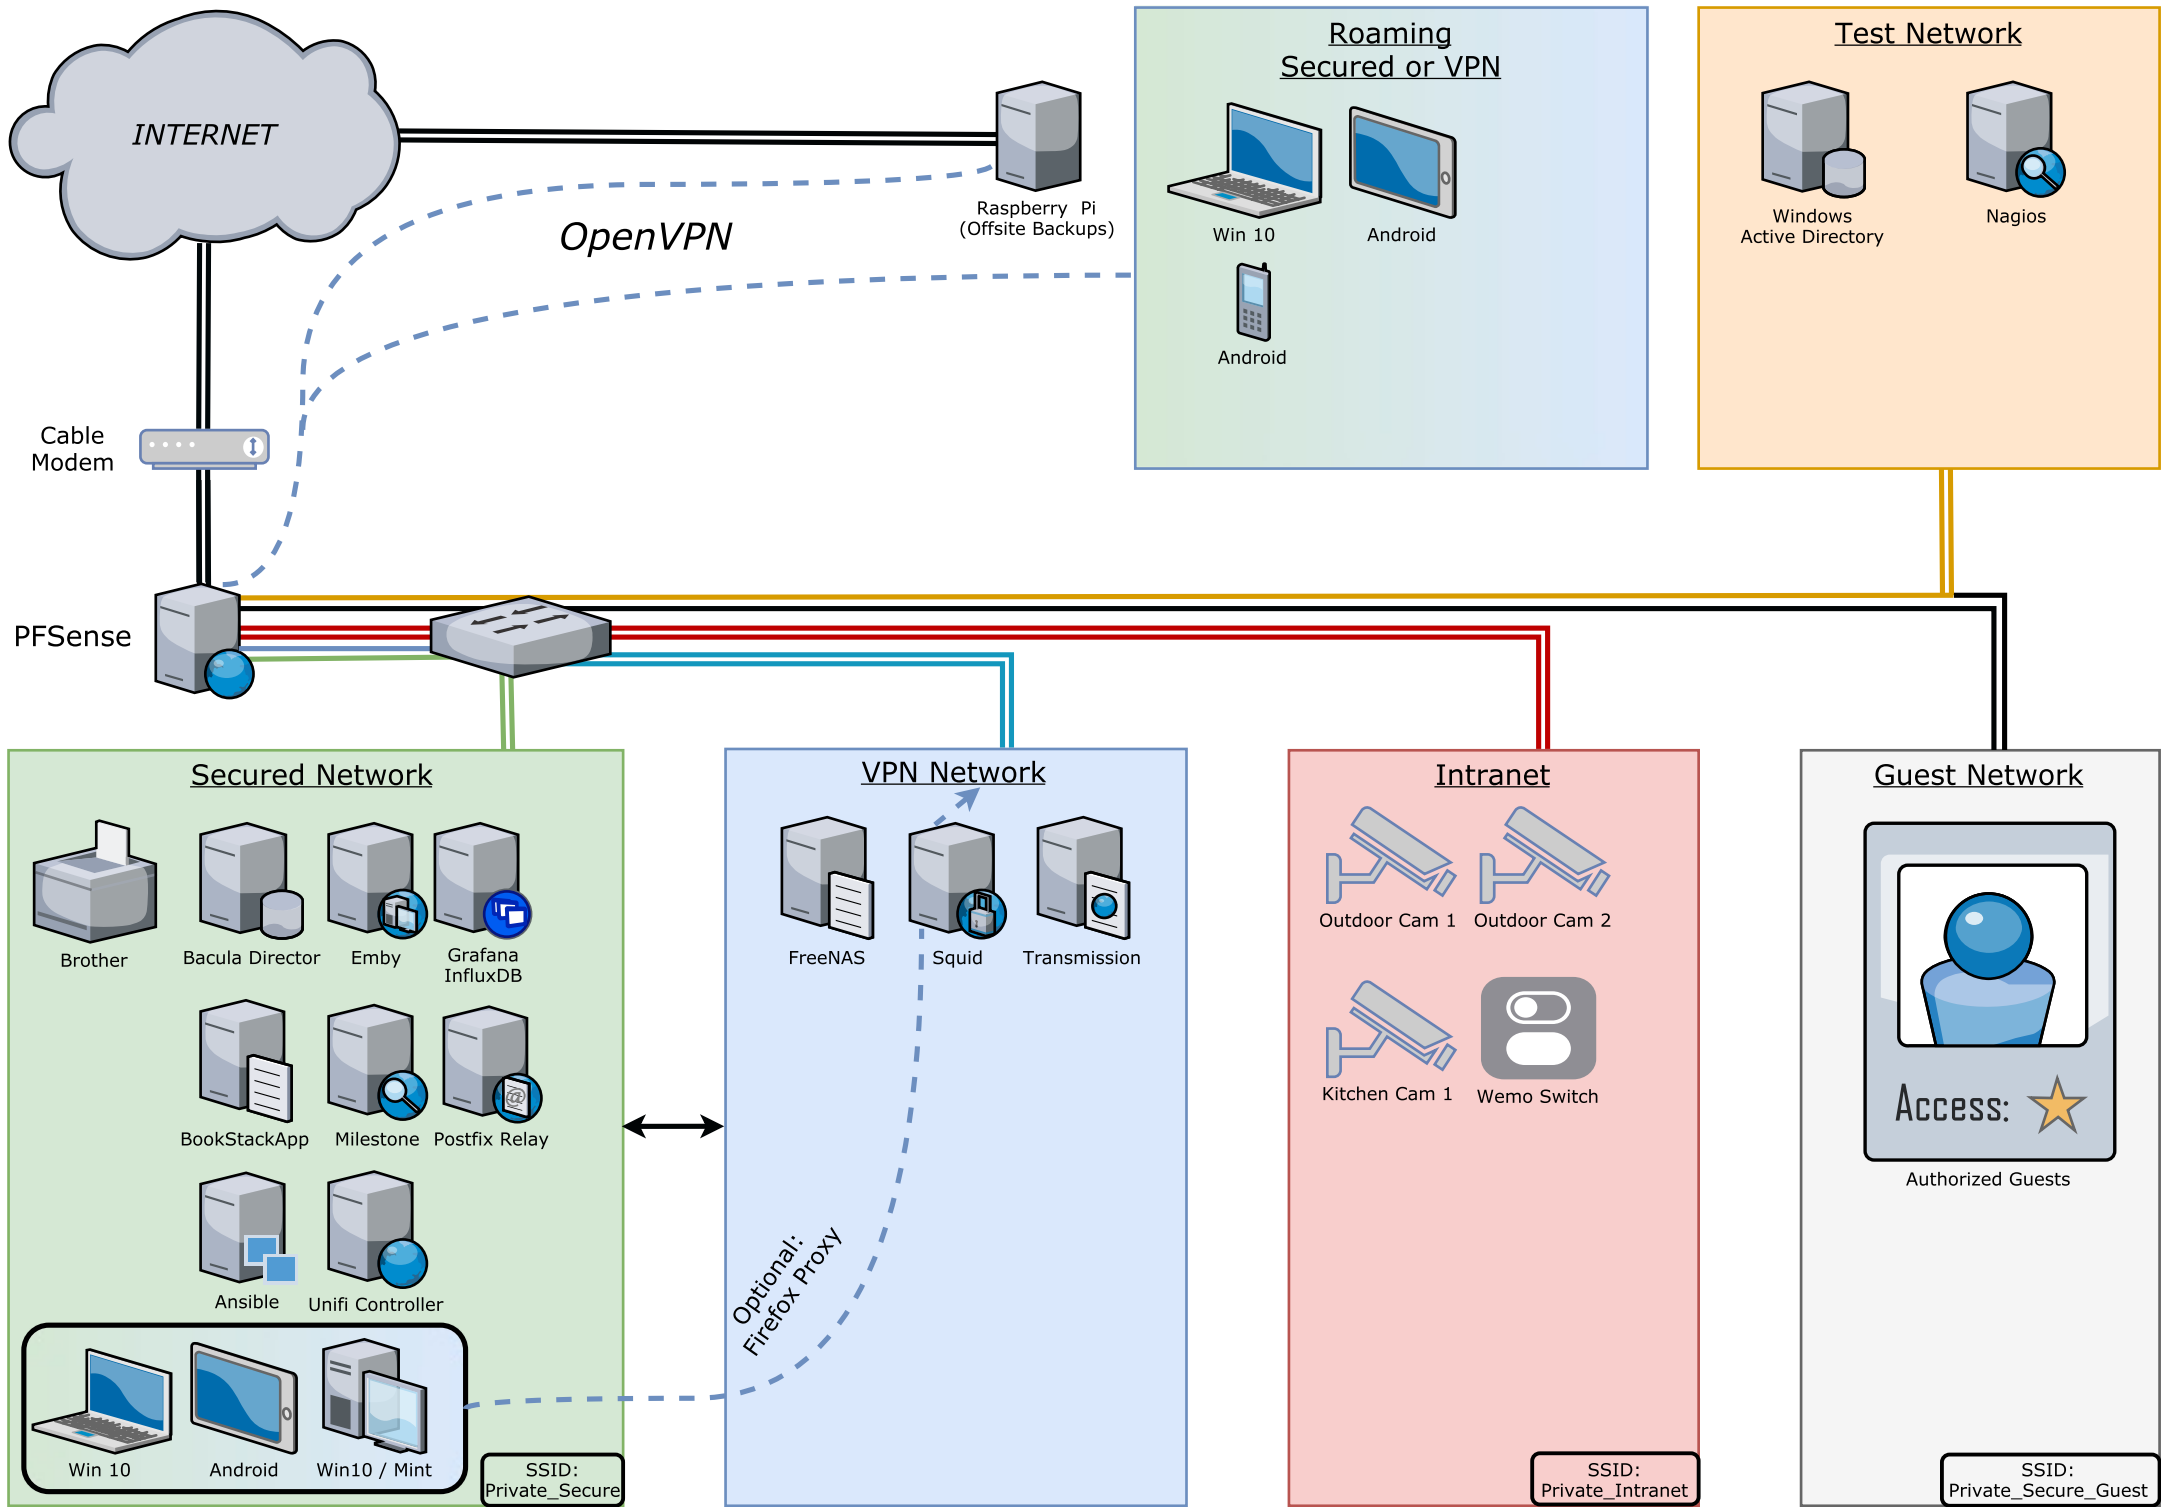 INTERNET
OpenVPN
Raspberry Pi
(Offsite Backups)
Roaming
Secured or VPN
Win 10
Android
Android
Test Network
Windows
Active Directory
Nagios
Cable
Modem
PFSense
Secured Network
Brother
Bacula Director
Emby
Grafana
InfluxDB
BookStackApp
Milestone
Postfix Relay
@
Ansible
Unifi Controller
Win 10
Android
Win10 / Mint
SSID:
Private_Secure
VPN Network
FreeNAS
Squid
Transmission
Optional:
Firefox Proxy
Intranet
Outdoor Cam 1
Outdoor Cam 2
Kitchen Cam 1
Wemo Switch
SSID:
Private_Intranet
Guest Network
Access:
Authorized Guests
SSID:
Private_Secure_Guest